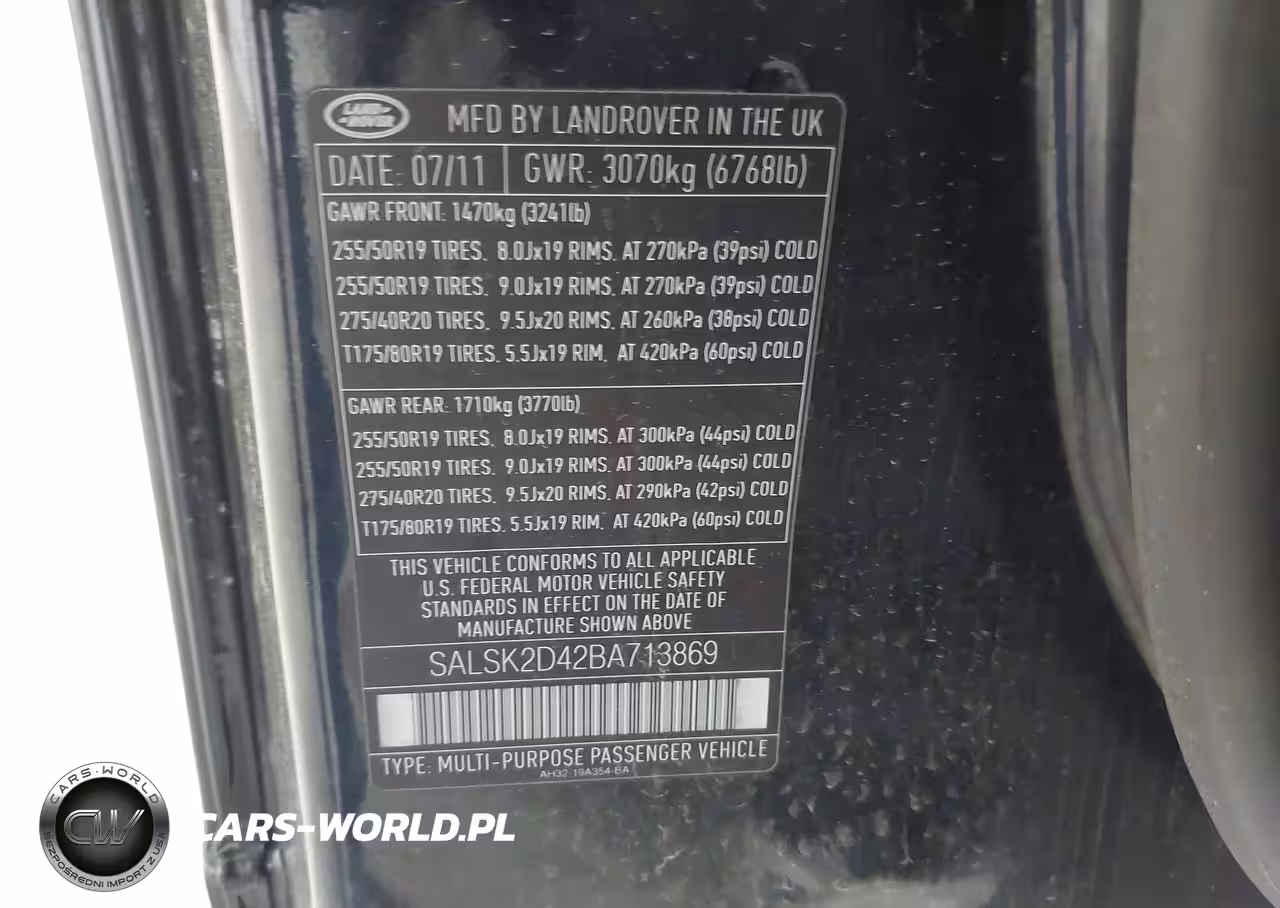 LAND ROVER
MFD BY LANDROVER IN THE UK
DATE: 07/11 GWR: 3070kg (6768lb)
GAWR FRONT: 1470kg (3241lb)
255/50R19 TIRES. 8.0Jx19 RIMS. AT 270kPa (39psi) COLD
255/50R19 TIRES. 9.0Jx19 RIMS. AT 270kPa (39psi) COLD
275/40R20 TIRES. 9.5Jx20 RIMS. AT 260kPa (38psi) COLD
T175/80R19 TIRES. 5.5Jx19 RIM. AT 420kPa (60psi) COLD
GAWR REAR: 1710kg (3770lb)
255/50R19 TIRES. 8.0Jx19 RIMS. AT 300kPa (44psi) COLD
255/50R19 TIRES. 9.0Jx19 RIMS. AT 300kPa (44psi) COLD
275/40R20 TIRES. 9.5Jx20 RIMS. AT 290kPa (42psi) COLD
T175/80R19 TIRES. 5.5Jx19 RIM. AT 420kPa (60psi) COLD
THIS VEHICLE CONFORMS TO ALL APPLICABLE
U.S. FEDERAL MOTOR VEHICLE SAFETY
STANDARDS IN EFFECT ON THE DATE OF
MANUFACTURE SHOWN ABOVE
SALSK2D42BA713869
TYPE: MULTI-PURPOSE PASSENGER VEHICLE
AH32-19A354-BA
CARS-WORLD
CW
BEZPOŚREDNI IMPORT Z USA
CARS-WORLD.PL